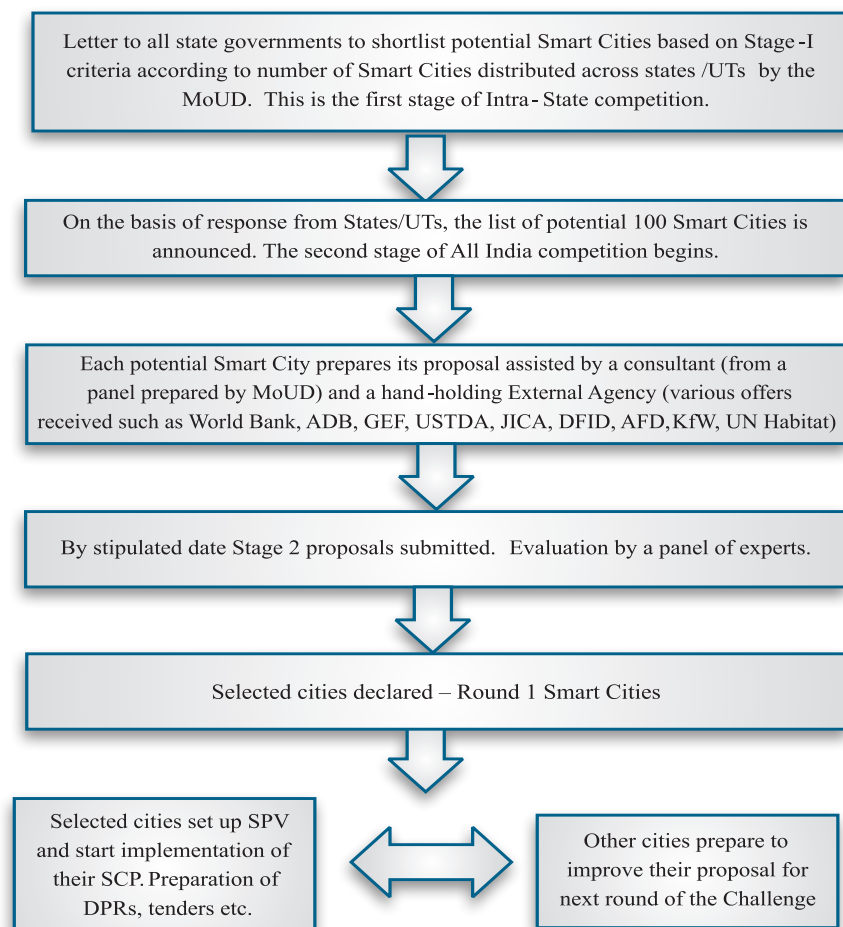 Letter to all state governments to shortlist potential Smart Cities based on Stage-I
criteria according to number of Smart Cities distributed across states /UTs by the
MoUD. This is the first stage of Intra-State competition.
On the basis of response from States/UTs, the list of potential 100 Smart Cities is
announced. The second stage of All India competition begins.
Each potential Smart City prepares its proposal assisted by a consultant (from a
panel prepared by MoUD) and a hand-holding External Agency (various offers
received such as World Bank, ADB, GEF, USTDA, JICA, DFID, AFD,KfW, UN Habitat)
By stipulated date Stage 2 proposals submitted. Evaluation by a panel of experts.
Selected cities declared – Round 1 Smart Cities
Selected cities set up SPV
and start implementation of
their SCP. Preparation of
DPRs, tenders etc.
Other cities prepare to
improve their proposal for
next round of the Challenge